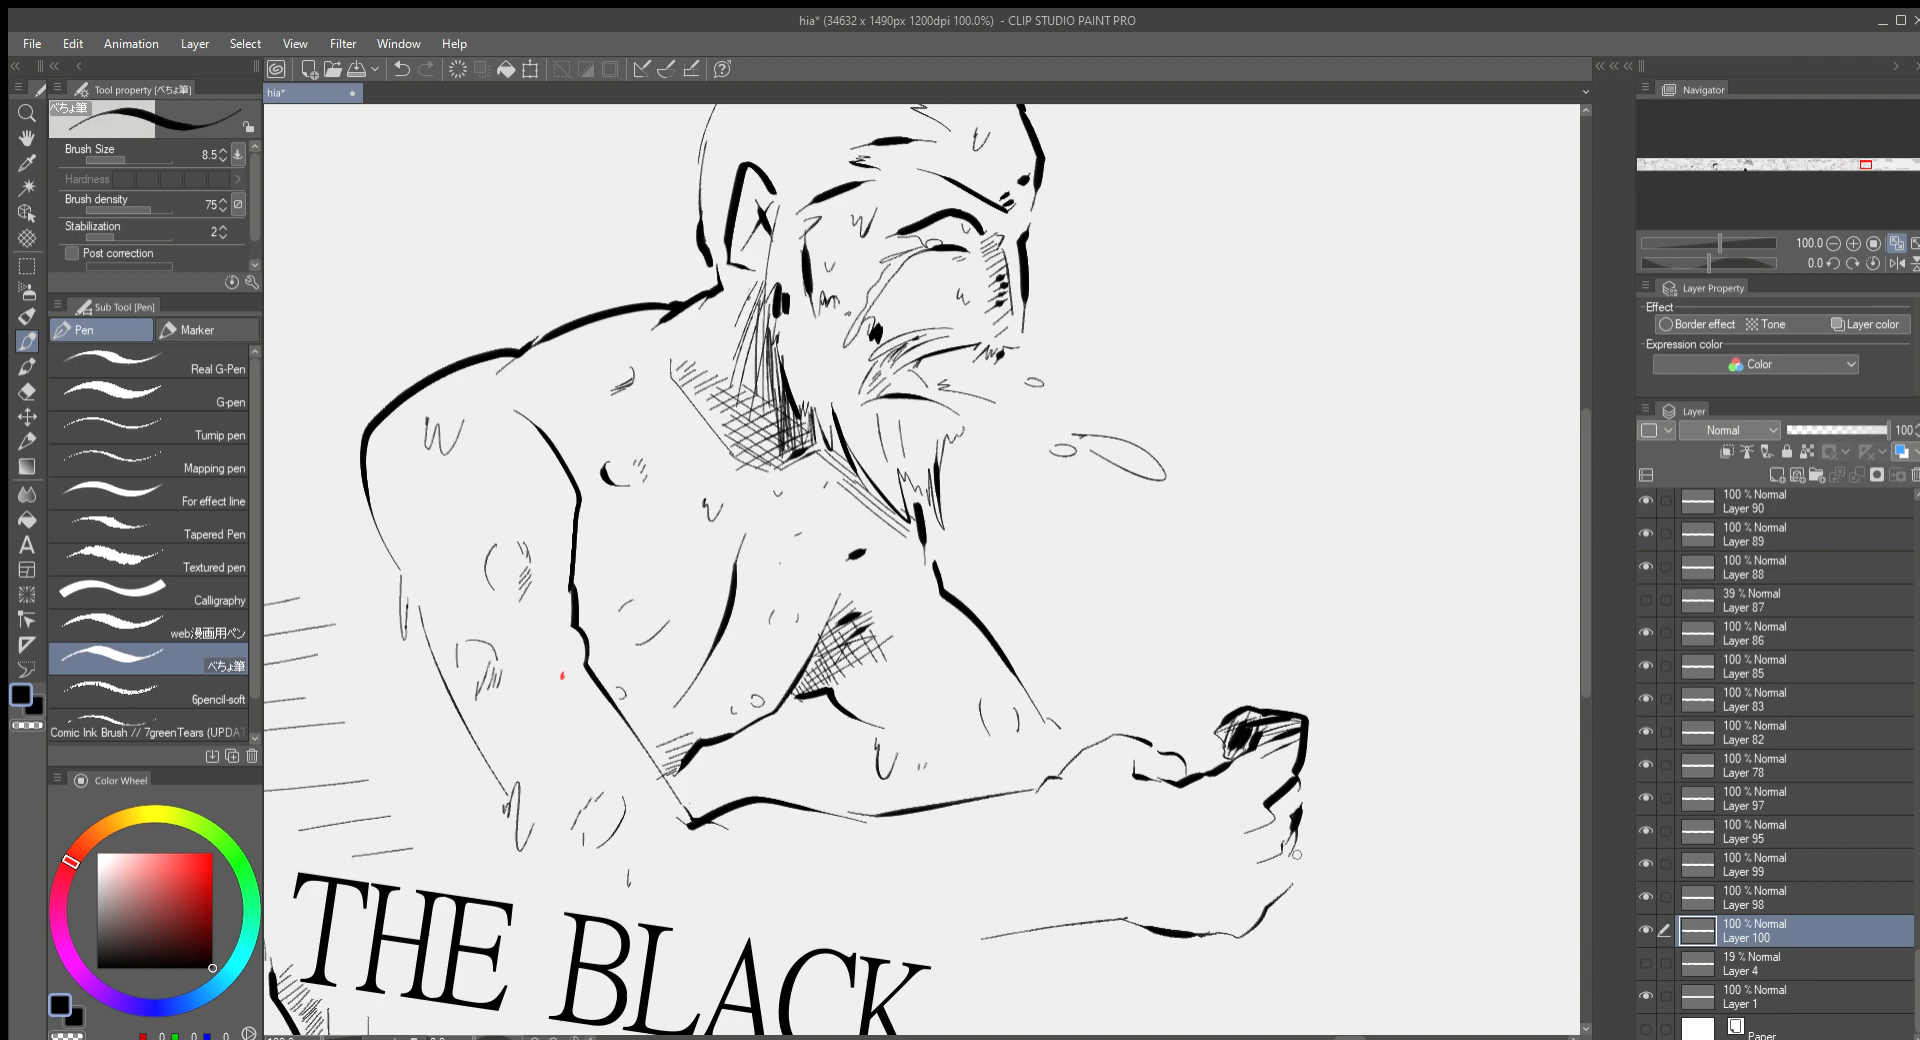 hia* (34632 x 1490px 1200dpi 100.0%) - CLIP STUDIO PAINT PRO
File Edit Animation Layer Select View Filter Window Help
Tool property [べちょ筆]
べちょ筆
Brush Size 8.5
Hardness
Brush density 75
Stabilization 2
Post correction
Sub Tool [Pen]
Pen Marker
Real G-Pen
G-pen
Turnip pen
Mapping pen
For effect line
Tapered Pen
Textured pen
Calligraphy
web漫画用ペン
べちょ筆
6pencil-soft
Comic Ink Brush // 7greenTears (UPDAT
Color Wheel
0 0 0
hia*
THE BLACK
Navigator
100.0
0.0
Layer Property
Effect
Border effect Tone Layer color
Expression color
Color
Layer
Normal 100
100 % Normal
Layer 90
100 % Normal
Layer 89
100 % Normal
Layer 88
39 % Normal
Layer 87
100 % Normal
Layer 86
100 % Normal
Layer 85
100 % Normal
Layer 83
100 % Normal
Layer 82
100 % Normal
Layer 78
100 % Normal
Layer 97
100 % Normal
Layer 95
100 % Normal
Layer 99
100 % Normal
Layer 98
100 % Normal
Layer 100
19 % Normal
Layer 4
100 % Normal
Layer 1
Paper